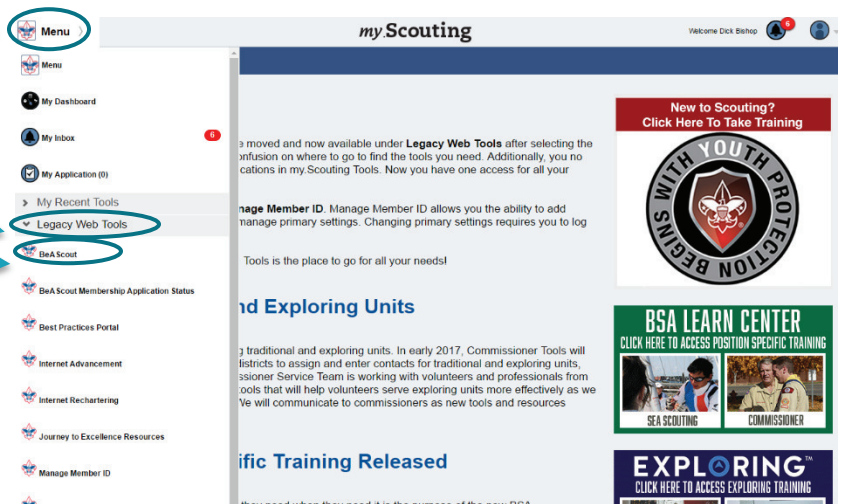 Menu
my.Scouting
Welcome Dick Bishop
6
Menu
My Dashboard
My Inbox
6
My Application (0)
My Recent Tools
Legacy Web Tools
BeAScout
BeAScout Membership Application Status
Best Practices Portal
Internet Advancement
Internet Rechartering
Journey to Excellence Resources
Manage Member ID
e moved and now available under Legacy Web Tools after selecting the
onfusion on where to go to find the tools you need. Additionally, you no
cations in my.Scouting Tools. Now you have one access for all your
nage Member ID. Manage Member ID allows you the ability to add
manage primary settings. Changing primary settings requires you to log
Tools is the place to go for all your needs!
nd Exploring Units
g traditional and exploring units. In early 2017, Commissioner Tools will
districts to assign and enter contacts for traditional and exploring units,
ssioner Service Team is working with volunteers and professionals from
ools that will help volunteers serve exploring units more effectively as we
We will communicate to commissioners as new tools and resources
ific Training Released
New to Scouting?
Click Here To Take Training
YOUTH PROTECTION BEGINS WITH YOU
BSA LEARN CENTER
CLICK HERE TO ACCESS POSITION SPECIFIC TRAINING
SEA SCOUTING
COMMISSIONER
EXPLORING™
CLICK HERE TO ACCESS EXPLORING TRAINING